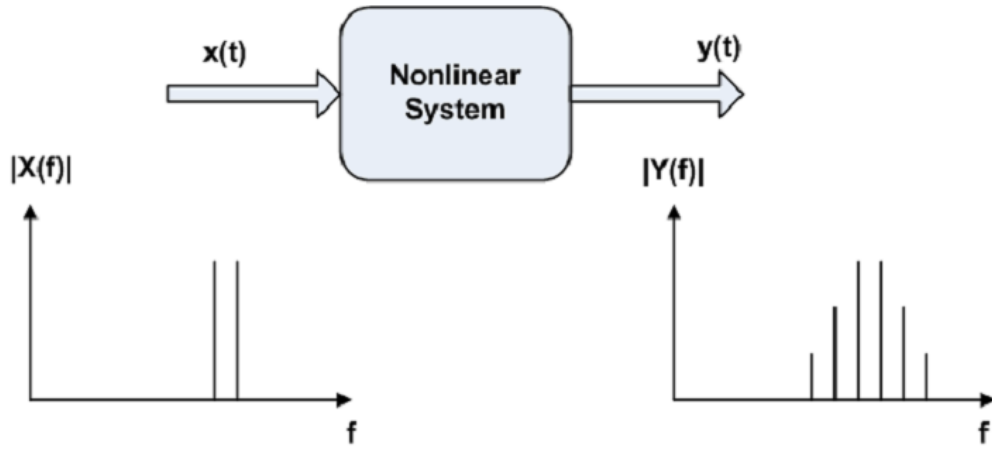 x(t)
Nonlinear
System
y(t)
|X(f)|
f
|Y(f)|
f